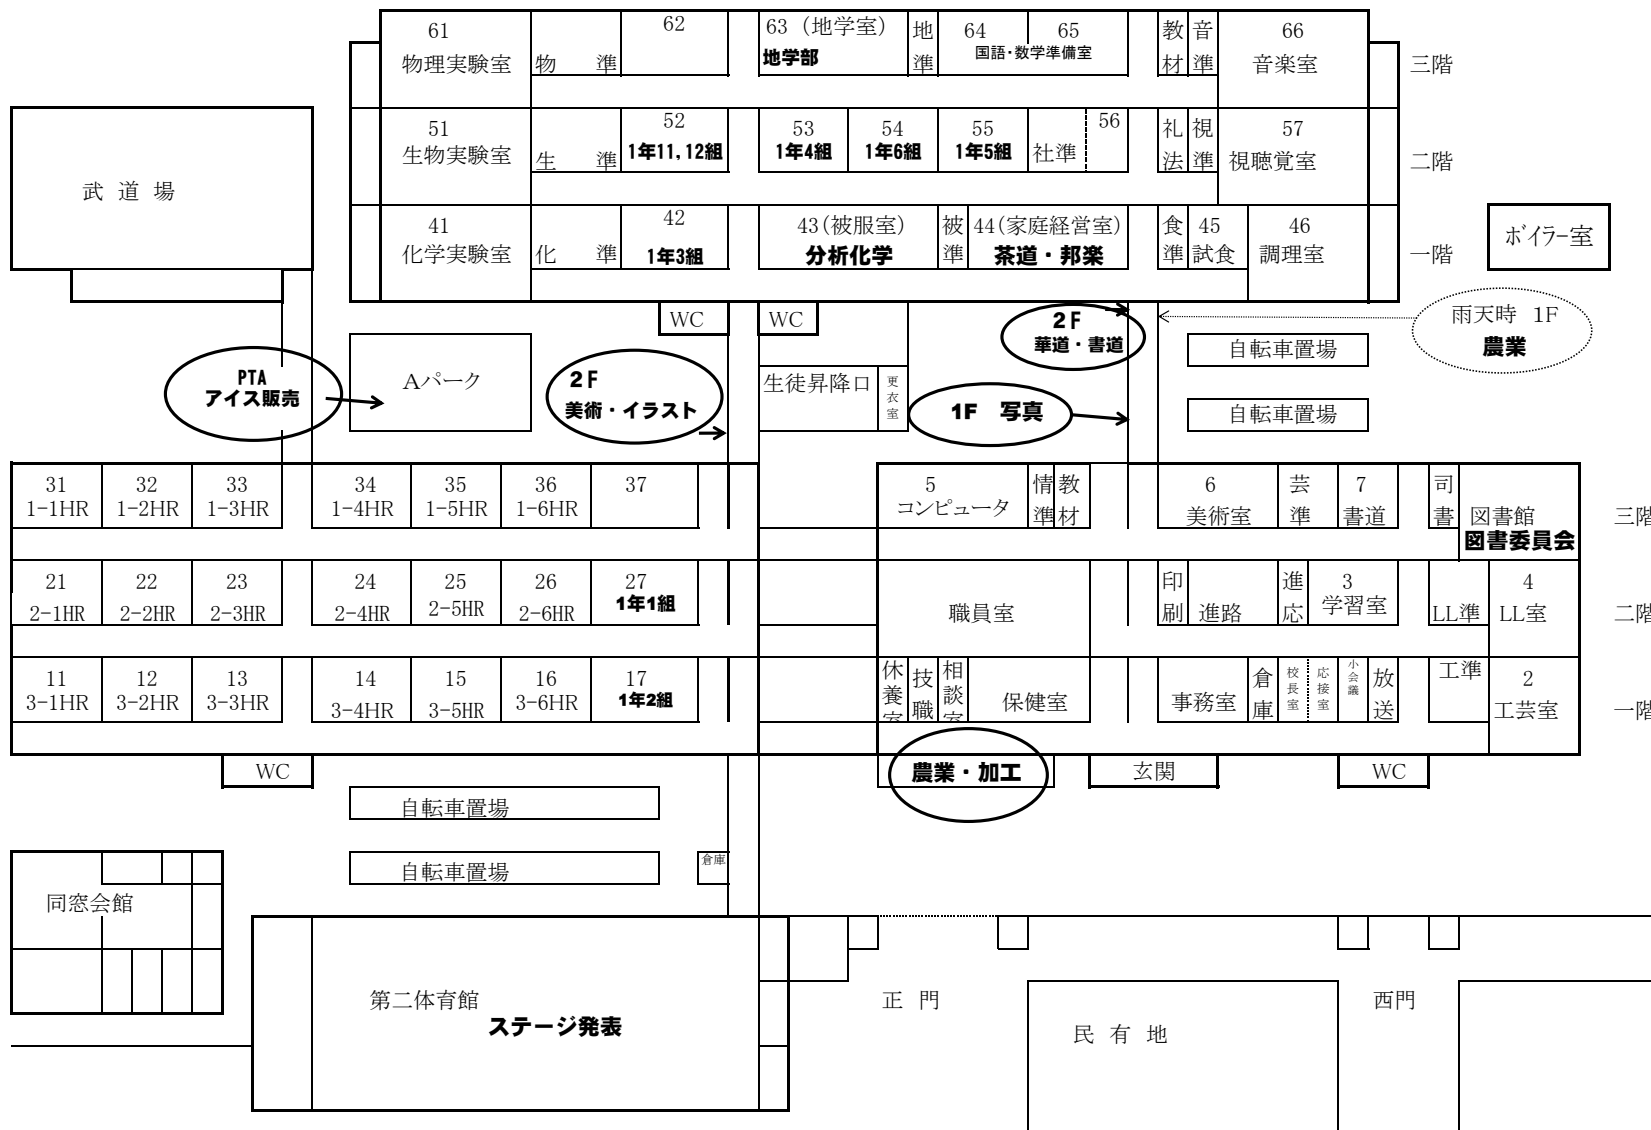 61
物理実験室
物 準
62
63 (地学室)
地学部
地準
64
65
国語・数学準備室
教材
音準
66
音楽室
三階
51
生物実験室
生 準
52
1年11,12組
53
1年4組
54
1年6組
55
1年5組
社準
56
礼法
視準
57
視聴覚室
二階
武 道 場
41
化学実験室
化 準
42
1年3組
43(被服室)
分析化学
被準
44(家庭経営室)
茶道・邦楽
食準
45
試食
46
調理室
一階
ボイラー室
WC
WC
2F
華道・書道
雨天時 1F
農業
自転車置場
PTA
アイス販売
Aパーク
2F
美術・イラスト
生徒昇降口
更衣室
1F 写真
自転車置場
31
1-1HR
32
1-2HR
33
1-3HR
34
1-4HR
35
1-5HR
36
1-6HR
37
5
コンピュータ
情準
教材
6
美術室
芸準
7
書道
司書
図書館
図書委員会
三階
21
2-1HR
22
2-2HR
23
2-3HR
24
2-4HR
25
2-5HR
26
2-6HR
27
1年1組
職員室
印刷
進路
進応
3
学習室
LL準
4
LL室
二階
11
3-1HR
12
3-2HR
13
3-3HR
14
3-4HR
15
3-5HR
16
3-6HR
17
1年2組
休養室
技職
相談室
保健室
事務室
倉庫
校長室
応接室
小会議
放送
工準
2
工芸室
一階
WC
農業・加工
玄関
WC
自転車置場
自転車置場
倉庫
同窓会館
第二体育館
ステージ発表
正 門
西門
民 有 地